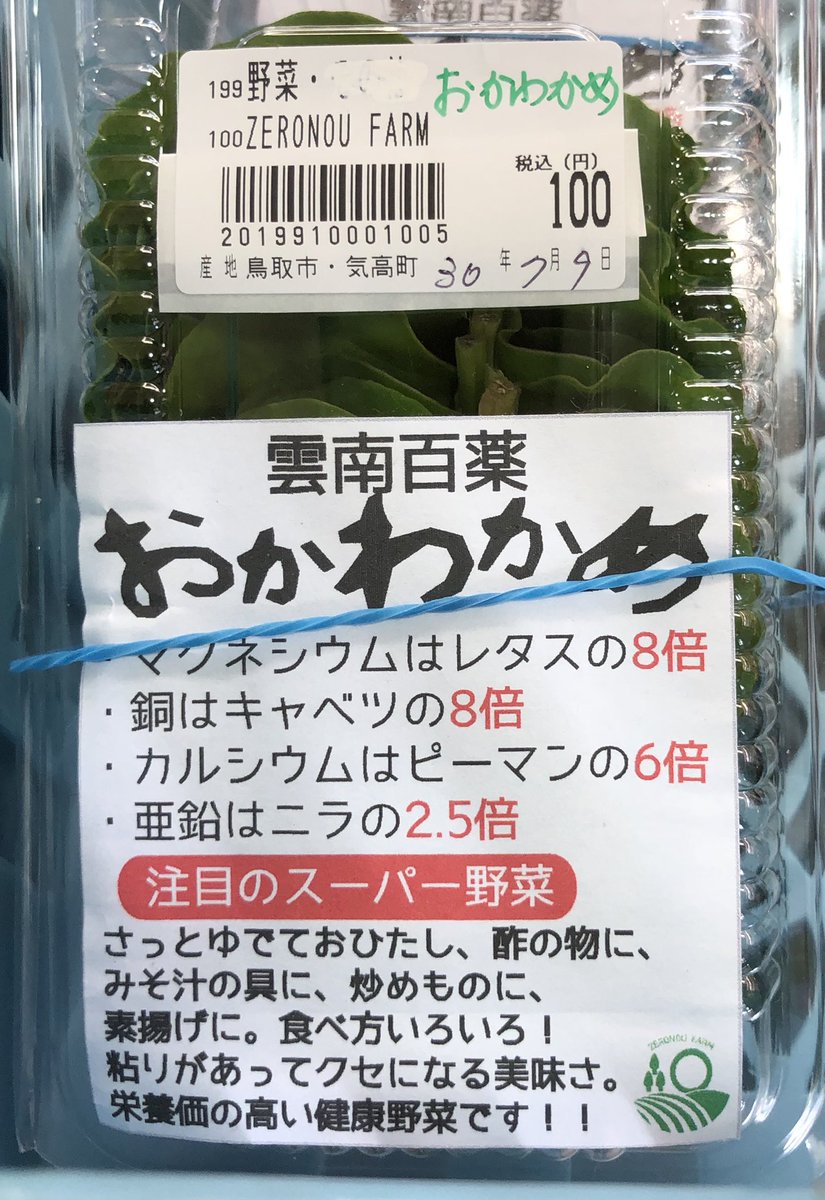 雲南百薬
199野菜・
おかわかめ
100ZERONOU FARM
税込(円)
100
2019910001005
産地 鳥取市・気高町 30年7月9日
雲南百薬
おかわかめ
・マグネシウムはレタスの8倍
・銅はキャベツの8倍
・カルシウムはピーマンの6倍
・亜鉛はニラの2.5倍
注目のスーパー野菜
さっとゆでておひたし、酢の物に、
みそ汁の具に、炒めものに、
素揚げに。食べ方いろいろ!
粘りがあってクセになる美味さ。
栄養価の高い健康野菜です!!
ZERONOU FARM